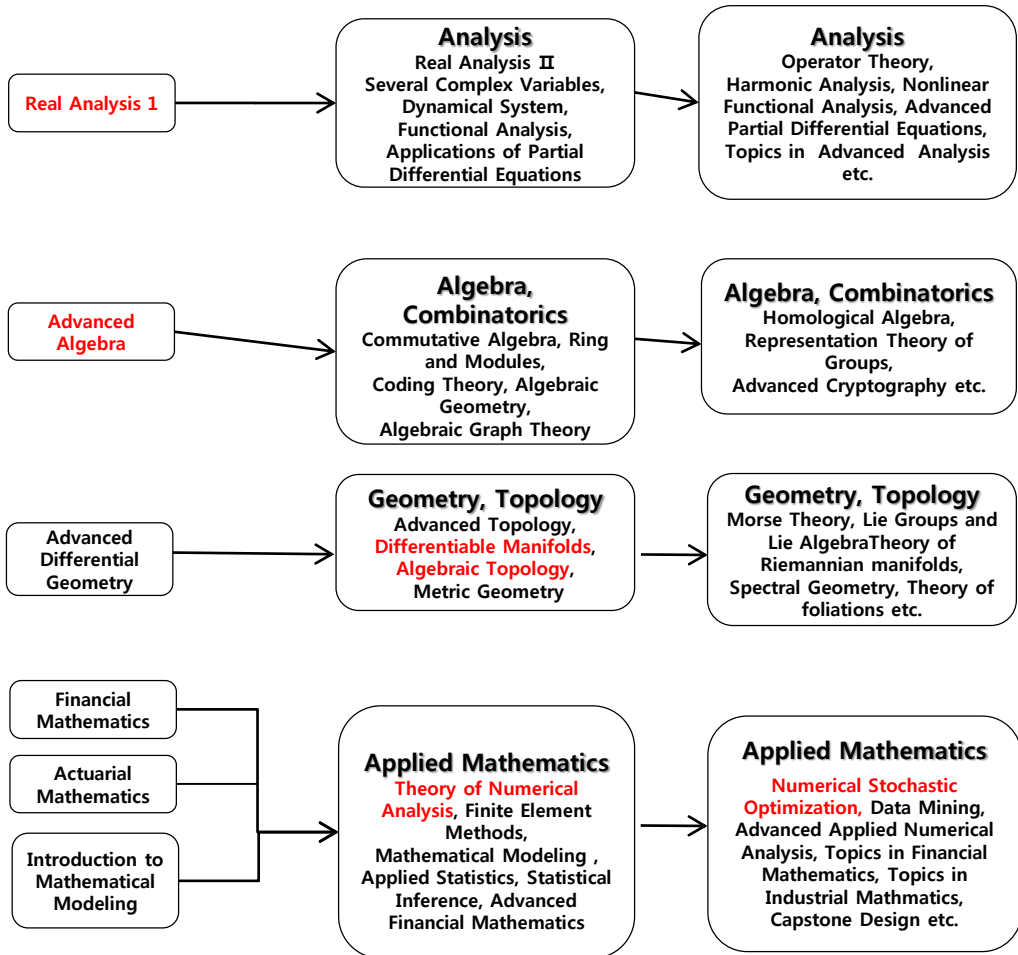 Real Analysis 1
Analysis
Real Analysis Ⅱ
Several Complex Variables,
Dynamical System,
Functional Analysis,
Applications of Partial
Differential Equations
Analysis
Operator Theory,
Harmonic Analysis, Nonlinear
Functional Analysis, Advanced
Partial Differential Equations,
Topics in Advanced Analysis
etc.
Advanced
Algebra
Algebra,
Combinatorics
Commutative Algebra, Ring
and Modules,
Coding Theory, Algebraic
Geometry,
Algebraic Graph Theory
Algebra, Combinatorics
Homological Algebra,
Representation Theory of
Groups,
Advanced Cryptography etc.
Advanced
Differential
Geometry
Geometry, Topology
Advanced Topology,
Differentiable Manifolds,
Algebraic Topology,
Metric Geometry
Geometry, Topology
Morse Theory, Lie Groups and
Lie AlgebraTheory of
Riemannian manifolds,
Spectral Geometry, Theory of
foliations etc.
Financial
Mathematics
Actuarial
Mathematics
Introduction to
Mathematical
Modeling
Applied Mathematics
Theory of Numerical
Analysis, Finite Element
Methods,
Mathematical Modeling ,
Applied Statistics, Statistical
Inference, Advanced
Financial Mathematics
Applied Mathematics
Numerical Stochastic
Optimization, Data Mining,
Advanced Applied Numerical
Analysis, Topics in Financial
Mathematics, Topics in
Industrial Mathmatics,
Capstone Design etc.